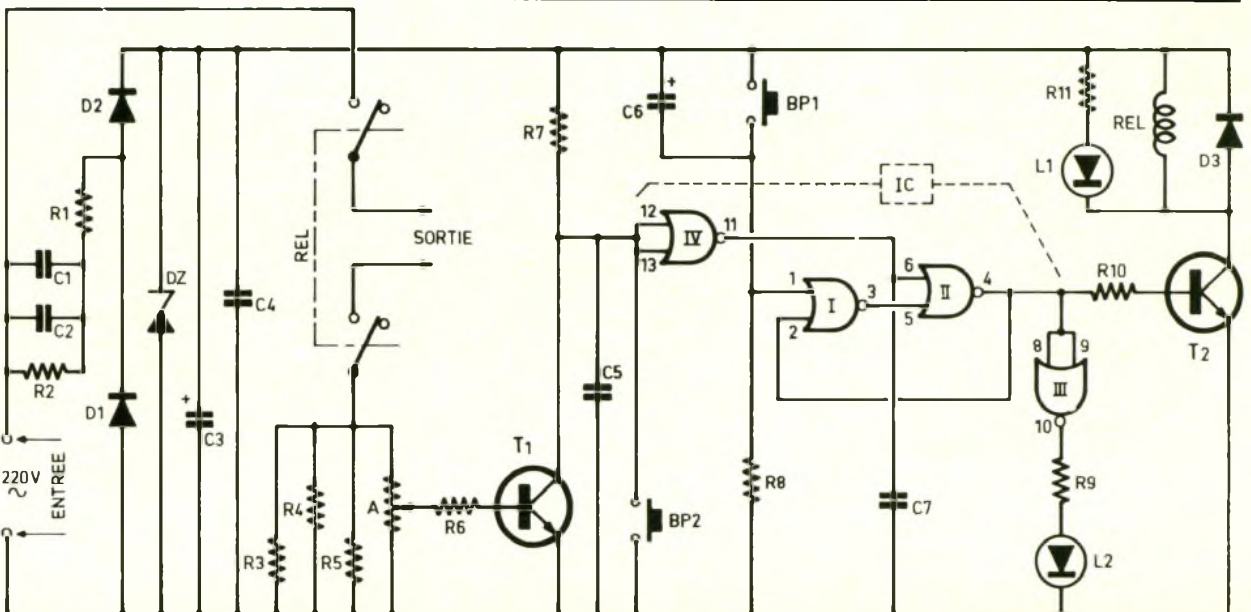 D2
R1
C1
C2
R2
D1
220V
~
ENTREE
DZ
C3
C4
REL
SORTIE
R3
R4
R5
A
R6
T1
R7
C5
C6
BP1
BP2
IC
12
13
IV
11
1
2
I
3
6
5
II
4
R8
C7
8
9
III
10
R9
L2
R10
T2
R11
L1
REL
D3
+
+